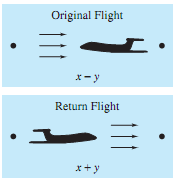 Original Flight
x − y
Return Flight
x + y